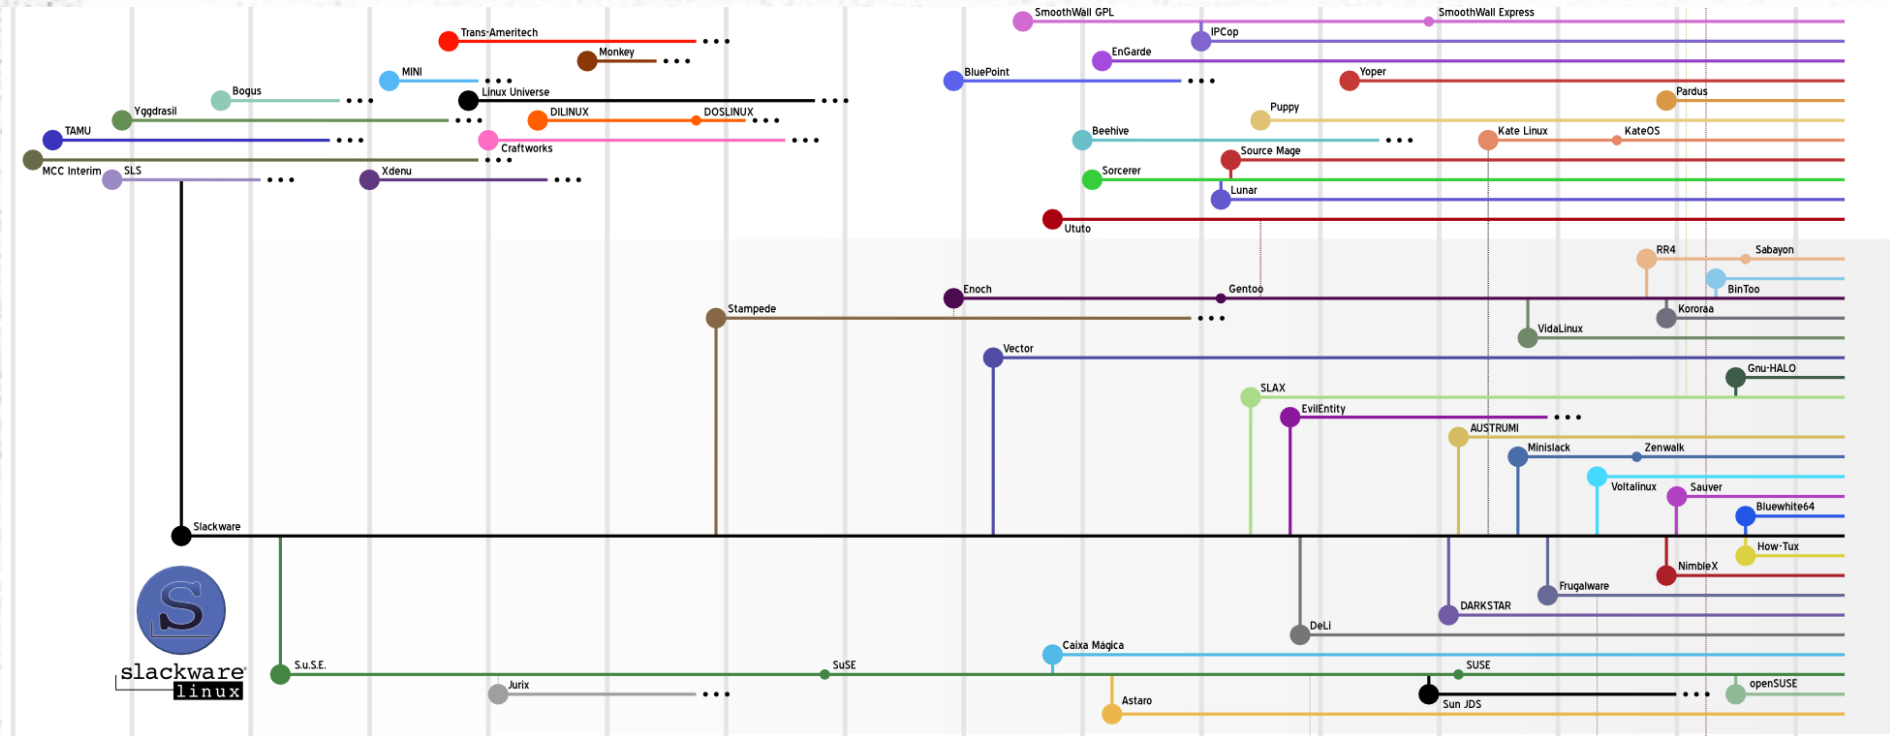 SmoothWall GPL
SmoothWall Express
Trans-Ameritech
IPCop
Monkey
EnGarde
MINI
BluePoint
Yoper
Bogus
Linux Universe
Pardus
Yggdrasil
DILINUX
DOSLINUX
Puppy
TAMU
Beehive
Kate Linux
KateOS
Craftworks
Source Mage
MCC Interim
SLS
Xdenu
Sorcerer
Lunar
Ututo
RR4
Sabayon
Enoch
Gentoo
BinToo
Stampede
Kororaa
VidaLinux
Vector
Gnu-HALO
SLAX
EvilEntity
AUSTRUMI
Minislack
Zenwalk
Voltalinux
Sauver
Bluewhite64
Slackware
How-Tux
NimbleX
Frugalware
DARKSTAR
DeLi
Caixa Mágica
S.u.S.E.
SuSE
SUSE
Jurix
openSUSE
Astaro
Sun JDS
S
slackware
linux